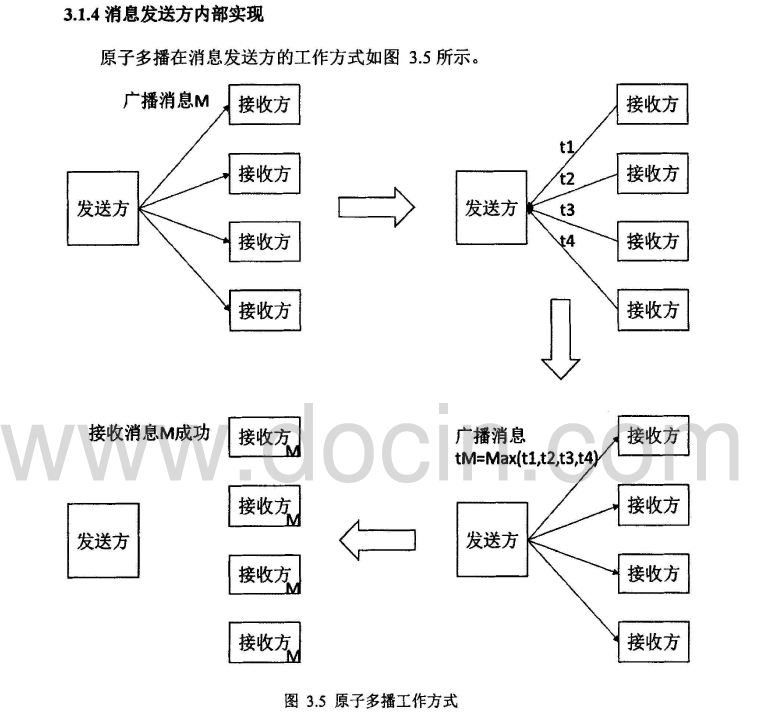 3.1.4 消息发送方内部实现
原子多播在消息发送方的工作方式如图 3.5 所示。
广播消息M
接收方
接收方
发送方
接收方
接收方
接收方
t1
接收方
t2
发送方
t3
接收方
t4
接收方
接收消息M成功
接收方
M
接收方
M
发送方
接收方
M
接收方
M
广播消息
tM=Max(t1,t2,t3,t4)
接收方
接收方
发送方
接收方
接收方
www.docin.com
图 3.5 原子多播工作方式